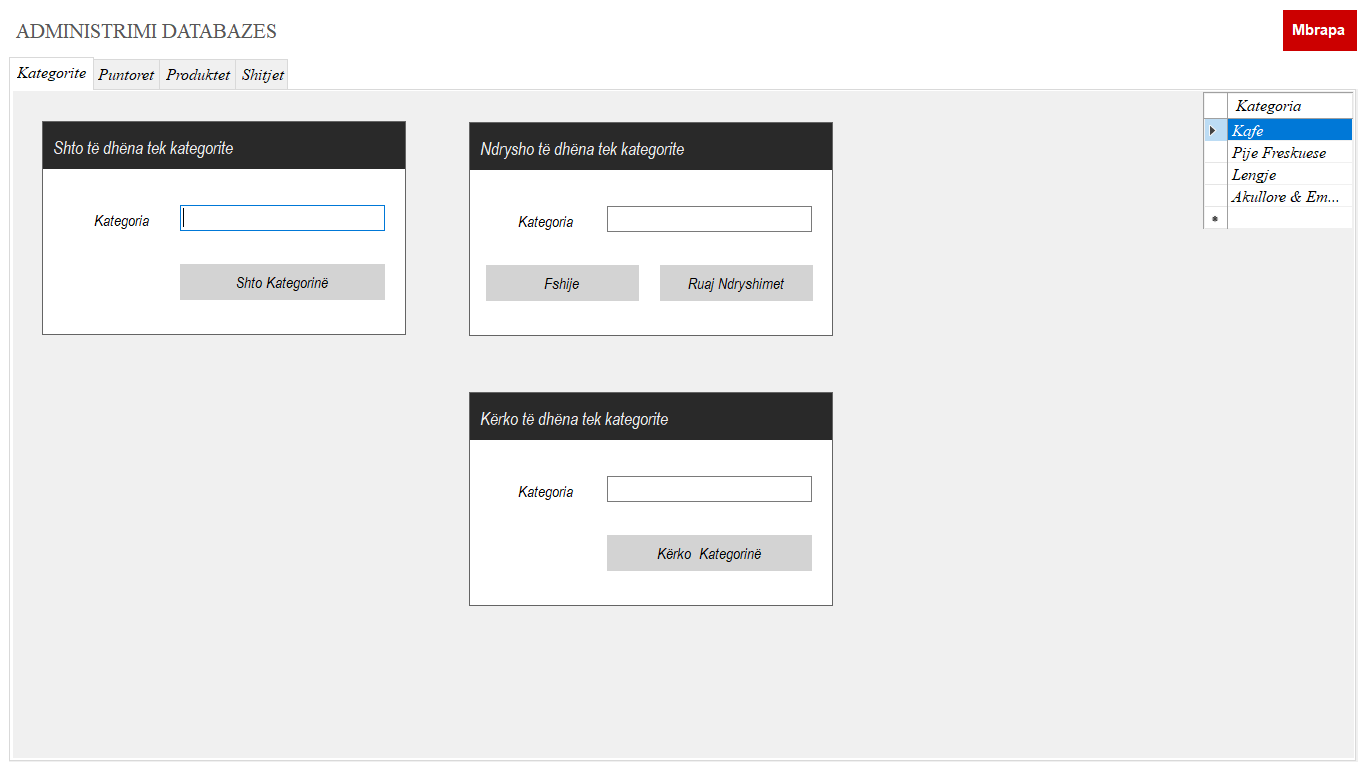 ADMINISTRIMI DATABAZES
Mbrapa
Kategorite Puntoret Produktet Shitjet
Shto të dhëna tek kategorite
Kategoria
Shto Kategorinë
Ndrysho të dhëna tek kategorite
Kategoria
Fshije Ruaj Ndryshimet
Kërko të dhëna tek kategorite
Kategoria
Kërko Kategorinë
Kategoria
Kafe
Pije Freskuese
Lengje
Akullore & Em...